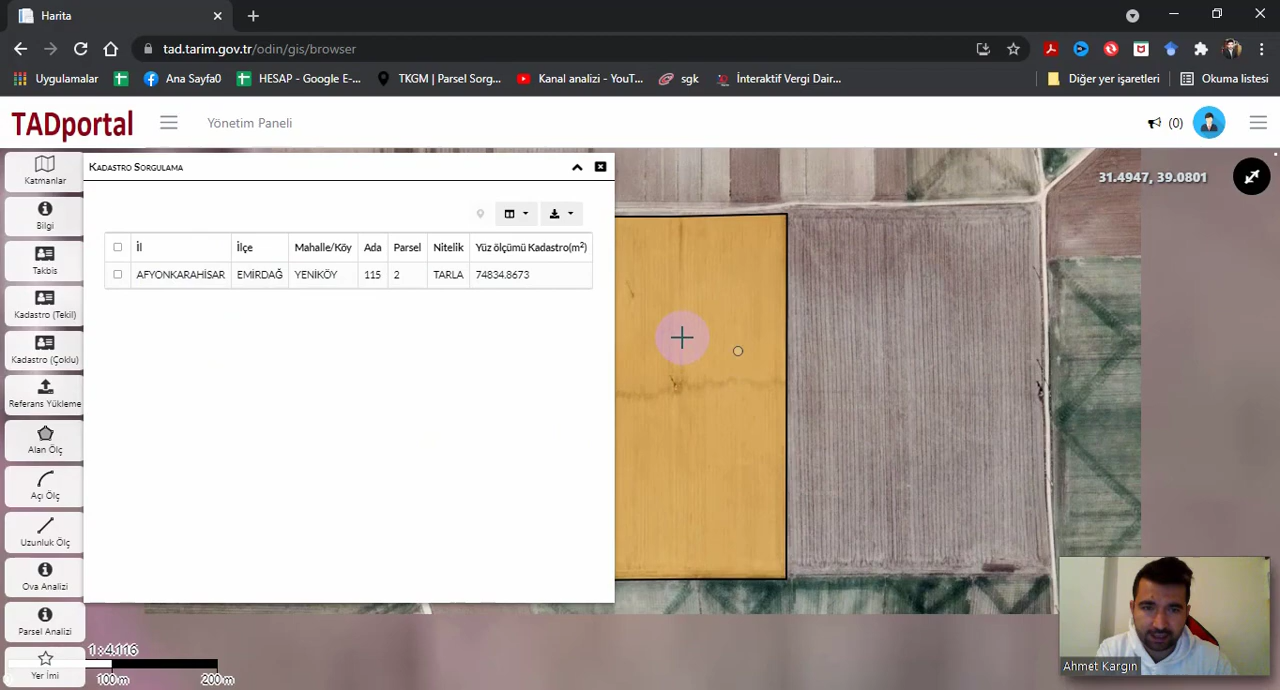 Harita
tad.tarim.gov.tr/odin/gis/browser
Uygulamalar
Ana Sayfa0
HESAP - Google E-...
TKGM | Parsel Sorg...
Kanal analizi - YouT...
sgk
İnteraktif Vergi Dair...
Diğer yer işaretleri
Okuma listesi
TADportal
Yönetim Paneli
(0)
Katmanlar
Bilgi
Takbis
Kadastro (Tekil)
Kadastro (Çoklu)
Referans Yükleme
Alan Ölç
Açı Ölç
Uzunluk Ölç
Ova Analizi
Parsel Analizi
Yer İmi
Kadastro Sorgulama
İl İlçe Mahalle/Köy Ada Parsel Nitelik Yüz ölçümü Kadastro(m²)
AFYONKARAHİSAR EMİRDAĞ YENİKÖY 115 2 TARLA 74834.8673
31.4947, 39.0801
1:4.116
0 100m 200m
Ahmet Kargın